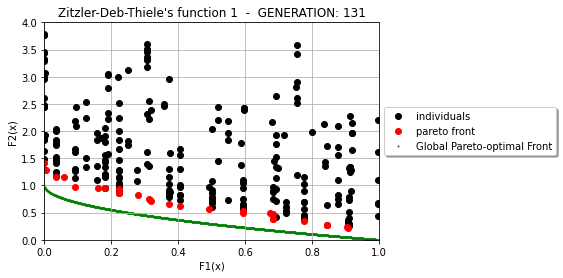 Zitzler-Deb-Thiele's function 1 - GENERATION: 131
4.0
3.5
3.0
2.5
2.0
1.5
1.0
0.5
0.0
F2(x)
0.0 0.2 0.4 0.6 0.8 1.0
F1(x)
individuals
pareto front
Global Pareto-optimal Front